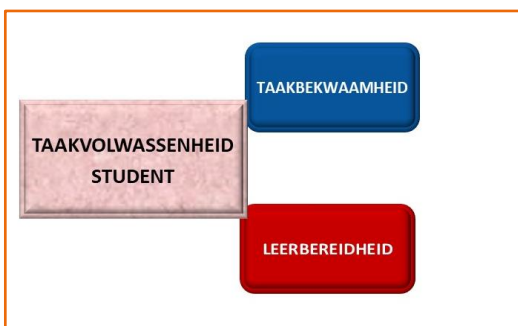 TAAKBEKWAAMHEID
TAAKVOLWASSENHEID
STUDENT
LEERBEREIDHEID